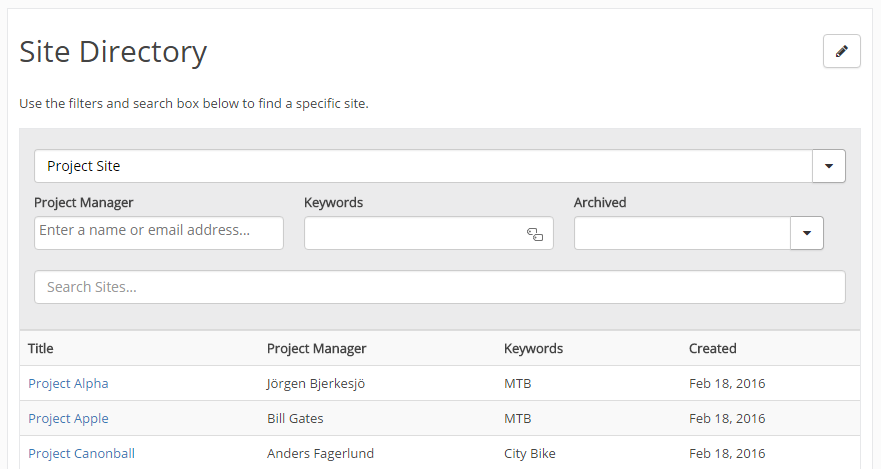 Site Directory
Use the filters and search box below to find a specific site.
Project Site
Project Manager Keywords Archived
Enter a name or email address...
Search Sites...
Title Project Manager Keywords Created
Project Alpha Jörgen Bjerkesjö MTB Feb 18, 2016
Project Apple Bill Gates MTB Feb 18, 2016
Project Canonball Anders Fagerlund City Bike Feb 18, 2016